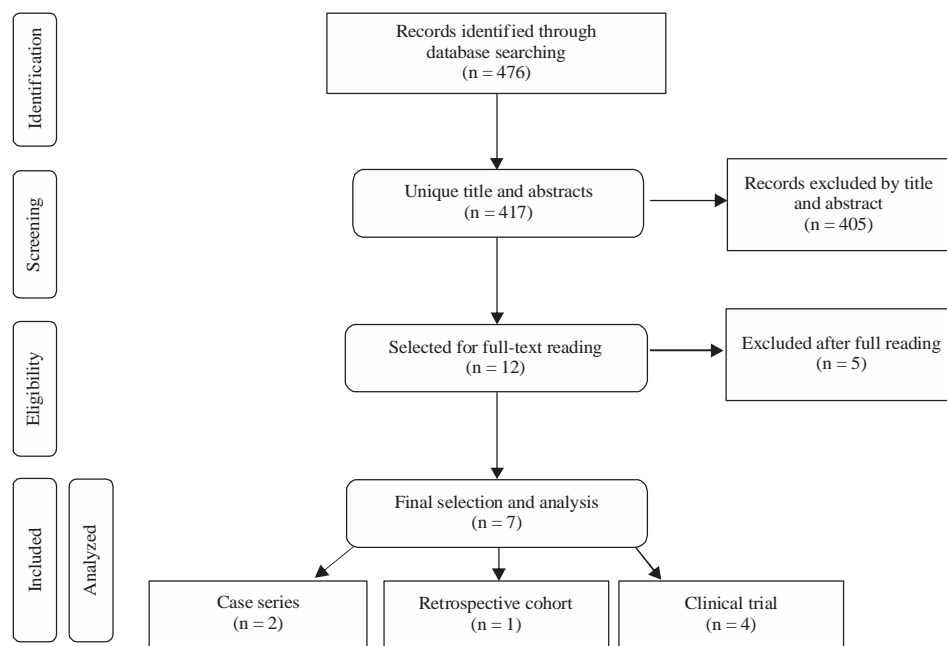 Identification
Records identified through
database searching
(n = 476)
Screening
Unique title and abstracts
(n = 417)
Records excluded by title
and abstract
(n = 405)
Eligibility
Selected for full-text reading
(n = 12)
Excluded after full reading
(n = 5)
Included
Analyzed
Final selection and analysis
(n = 7)
Case series
(n = 2)
Retrospective cohort
(n = 1)
Clinical trial
(n = 4)